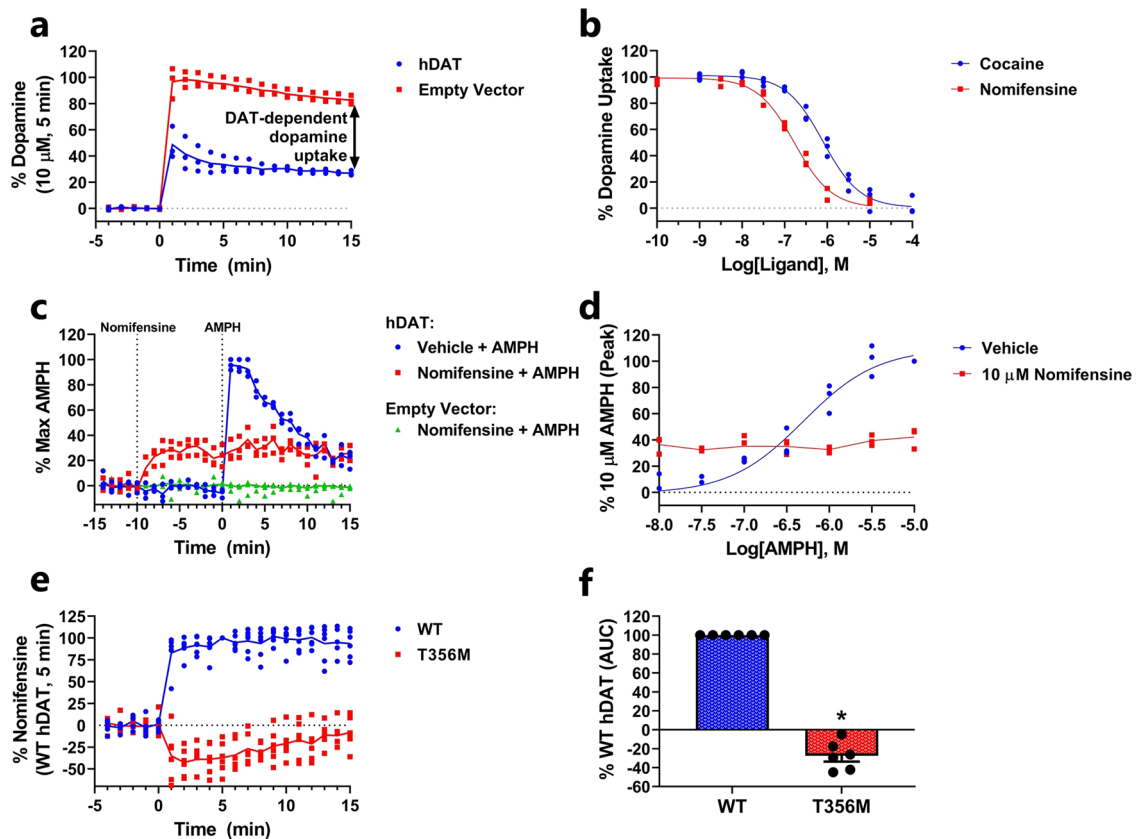 a
% Dopamine
(10 µM, 5 min)
120
100
80
60
40
20
0
-5
0
5
10
15
Time (min)
hDAT
Empty Vector
DAT-dependent
dopamine
uptake
b
% Dopamine Uptake
120
100
80
60
40
20
0
-10
-9
-8
-7
-6
-5
-4
Log[Ligand], M
Cocaine
Nomifensine
c
Nomifensine
AMPH
% Max AMPH
120
100
80
60
40
20
0
-15
-10
-5
0
5
10
15
Time (min)
hDAT:
Vehicle + AMPH
Nomifensine + AMPH
Empty Vector:
Nomifensine + AMPH
d
% 10 µM AMPH (Peak)
120
100
80
60
40
20
0
-8.0
-7.5
-7.0
-6.5
-6.0
-5.5
-5.0
Log[AMPH], M
Vehicle
10 µM Nomifensine
e
% Nomifensine
(WT hDAT, 5 min)
125
100
75
50
25
0
-25
-50
-5
0
5
10
15
Time (min)
WT
T356M
f
% WT hDAT (AUC)
120
100
80
60
40
20
0
-20
-40
-60
*
WT
T356M